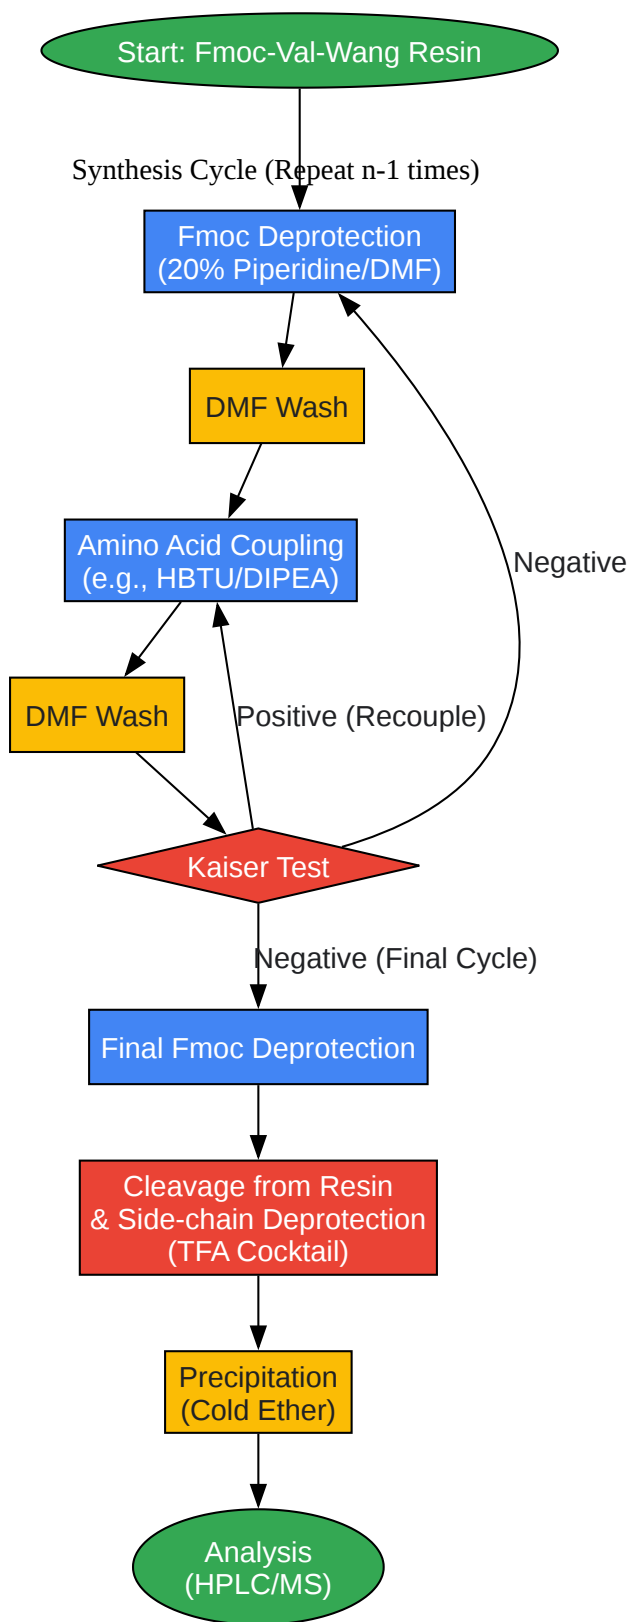 Start: Fmoc-Val-Wang Resin
Synthesis Cycle (Repeat n-1 times)
Fmoc Deprotection
(20% Piperidine/DMF)
DMF Wash
Amino Acid Coupling
(e.g., HBTU/DIPEA)
Negative
DMF Wash
Positive (Recouple)
Kaiser Test
Negative (Final Cycle)
Final Fmoc Deprotection
Cleavage from Resin
& Side-chain Deprotection
(TFA Cocktail)
Precipitation
(Cold Ether)
Analysis
(HPLC/MS)